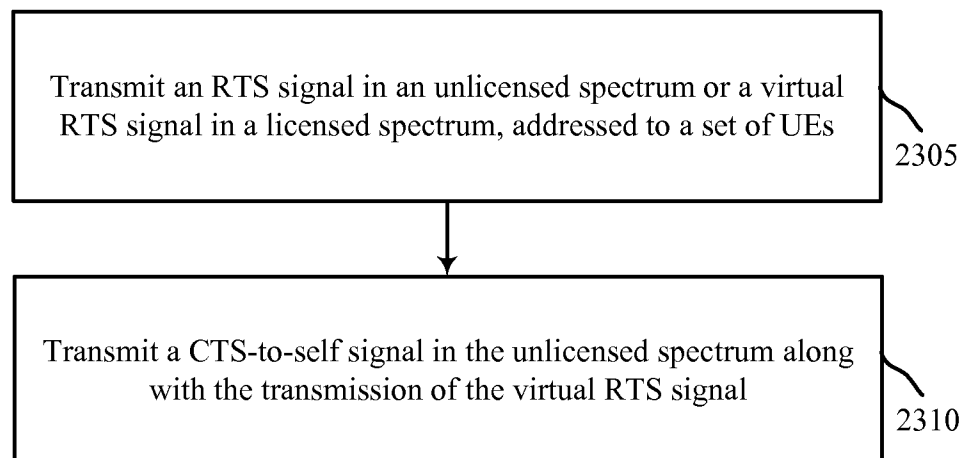 Transmit an RTS signal in an unlicensed spectrum or a virtual
RTS signal in a licensed spectrum, addressed to a set of UEs
2305
Transmit a CTS-to-self signal in the unlicensed spectrum along
with the transmission of the virtual RTS signal
2310